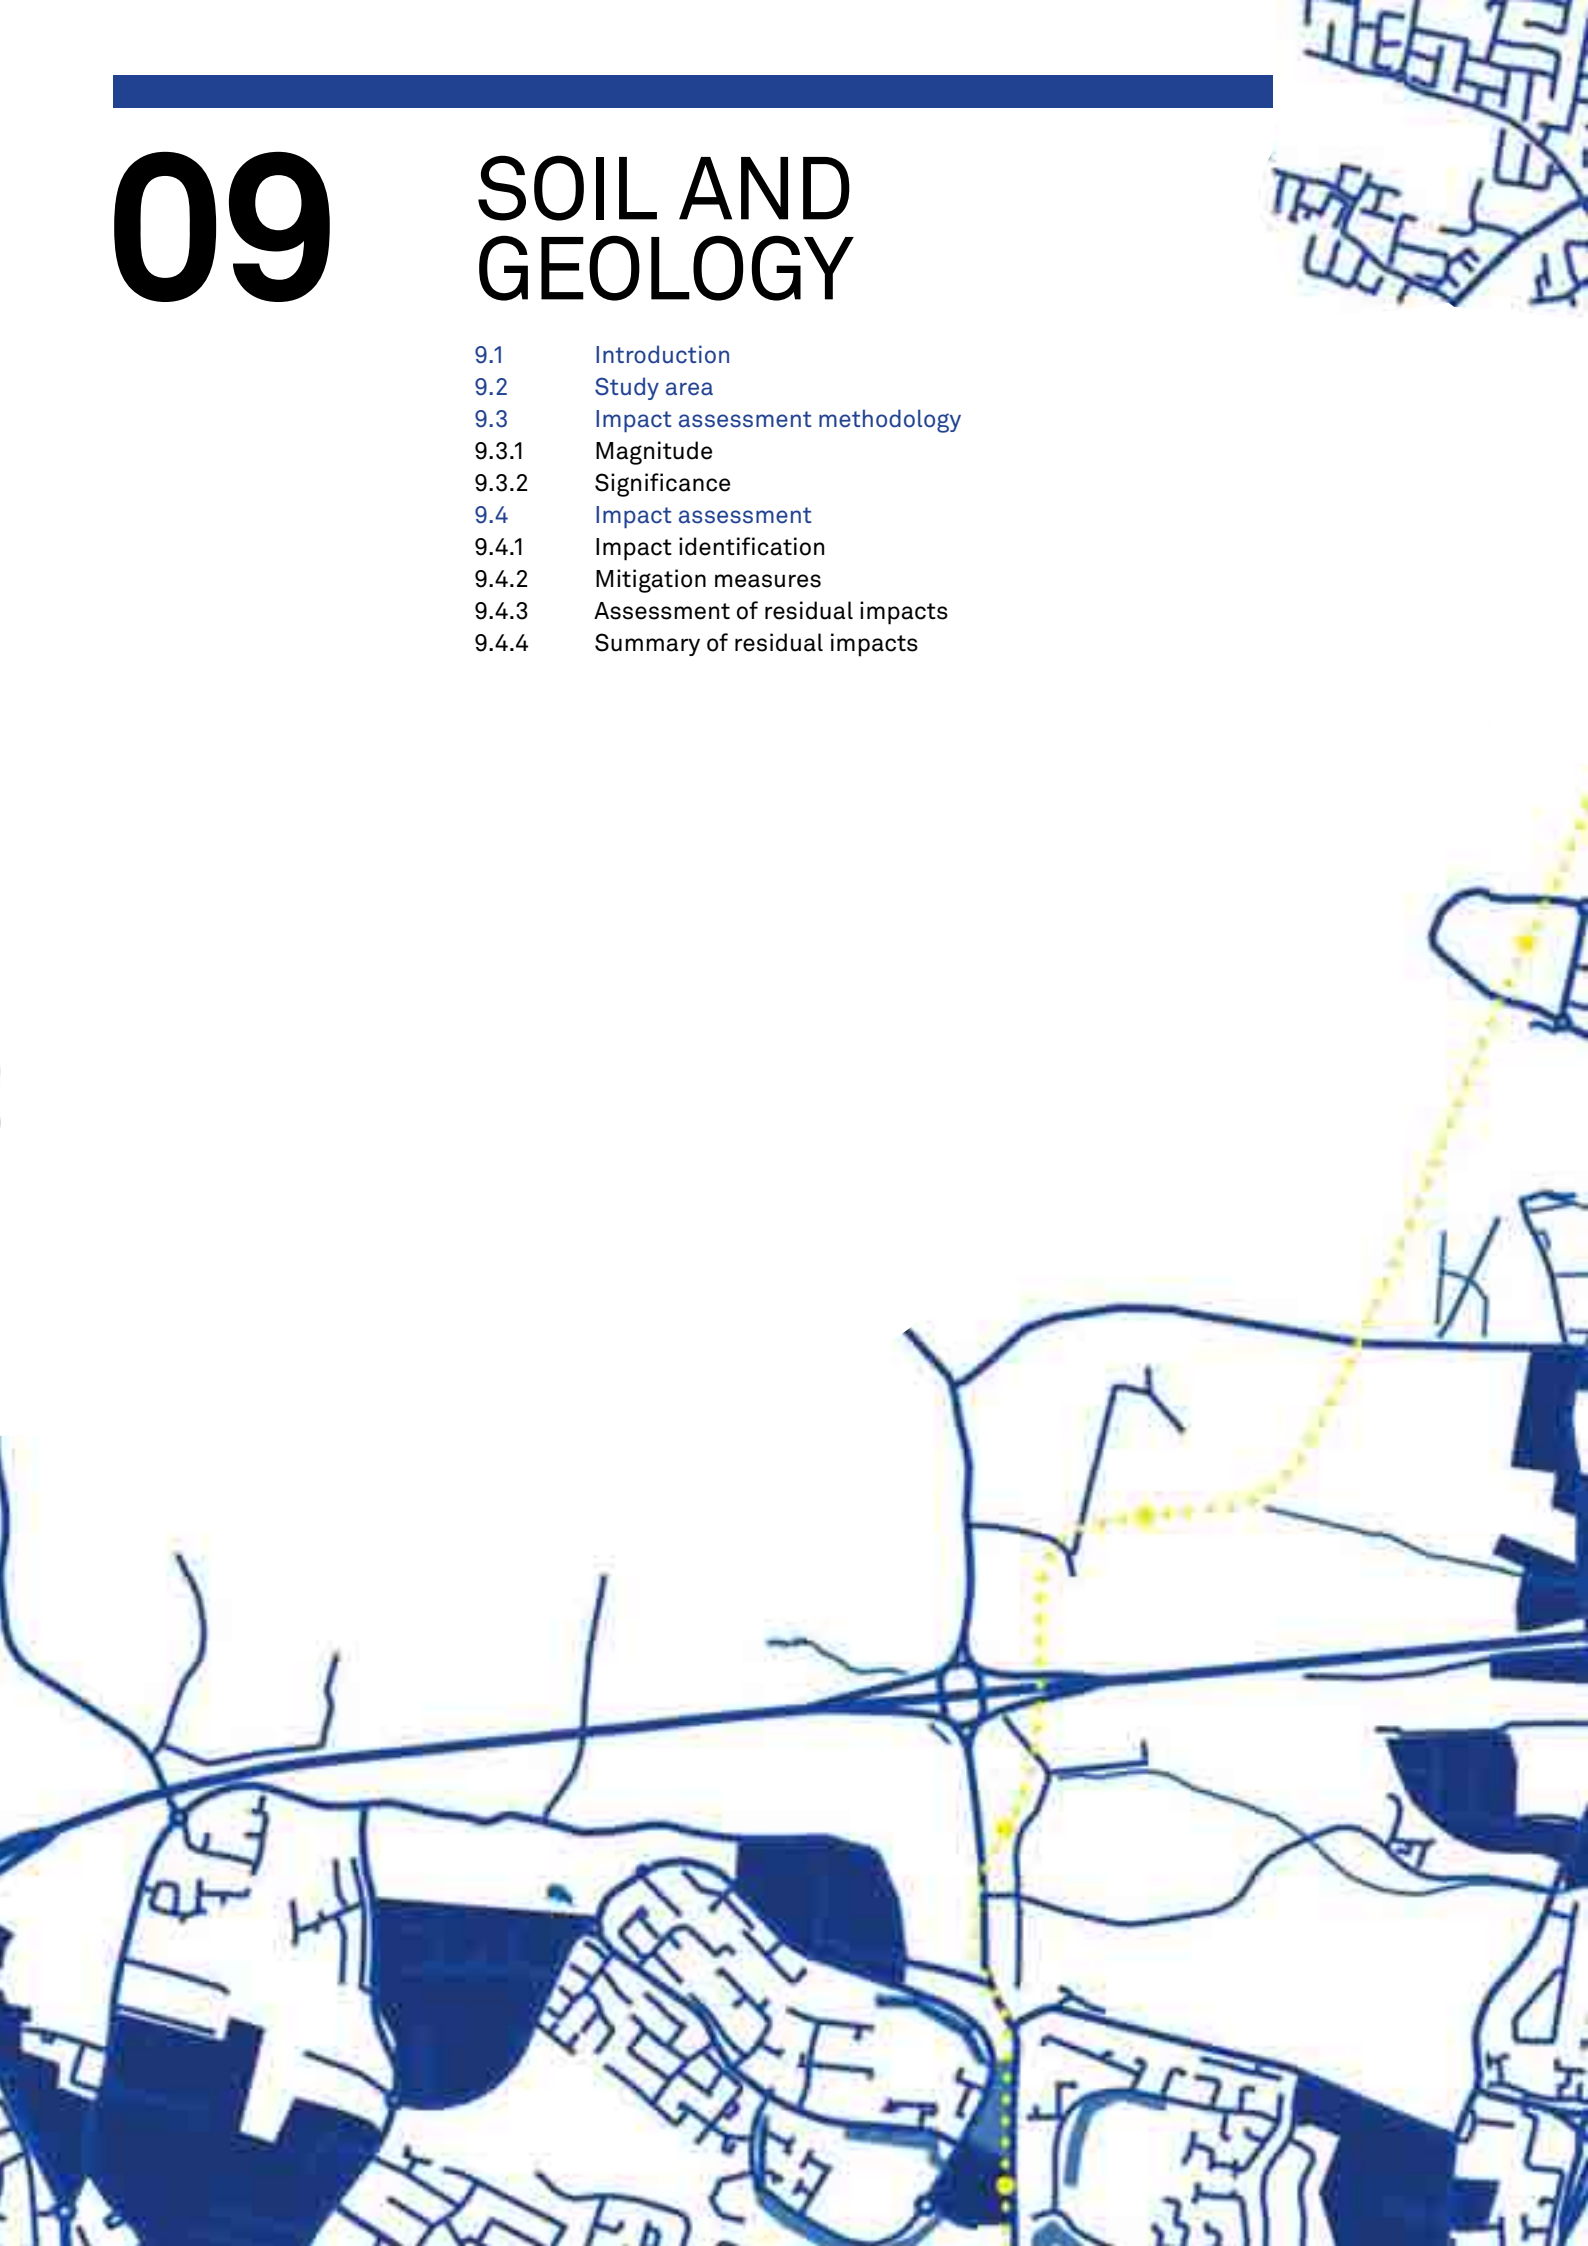 09
SOIL AND
GEOLOGY
9.1 Introduction
9.2 Study area
9.3 Impact assessment methodology
9.3.1 Magnitude
9.3.2 Significance
9.4 Impact assessment
9.4.1 Impact identification
9.4.2 Mitigation measures
9.4.3 Assessment of residual impacts
9.4.4 Summary of residual impacts